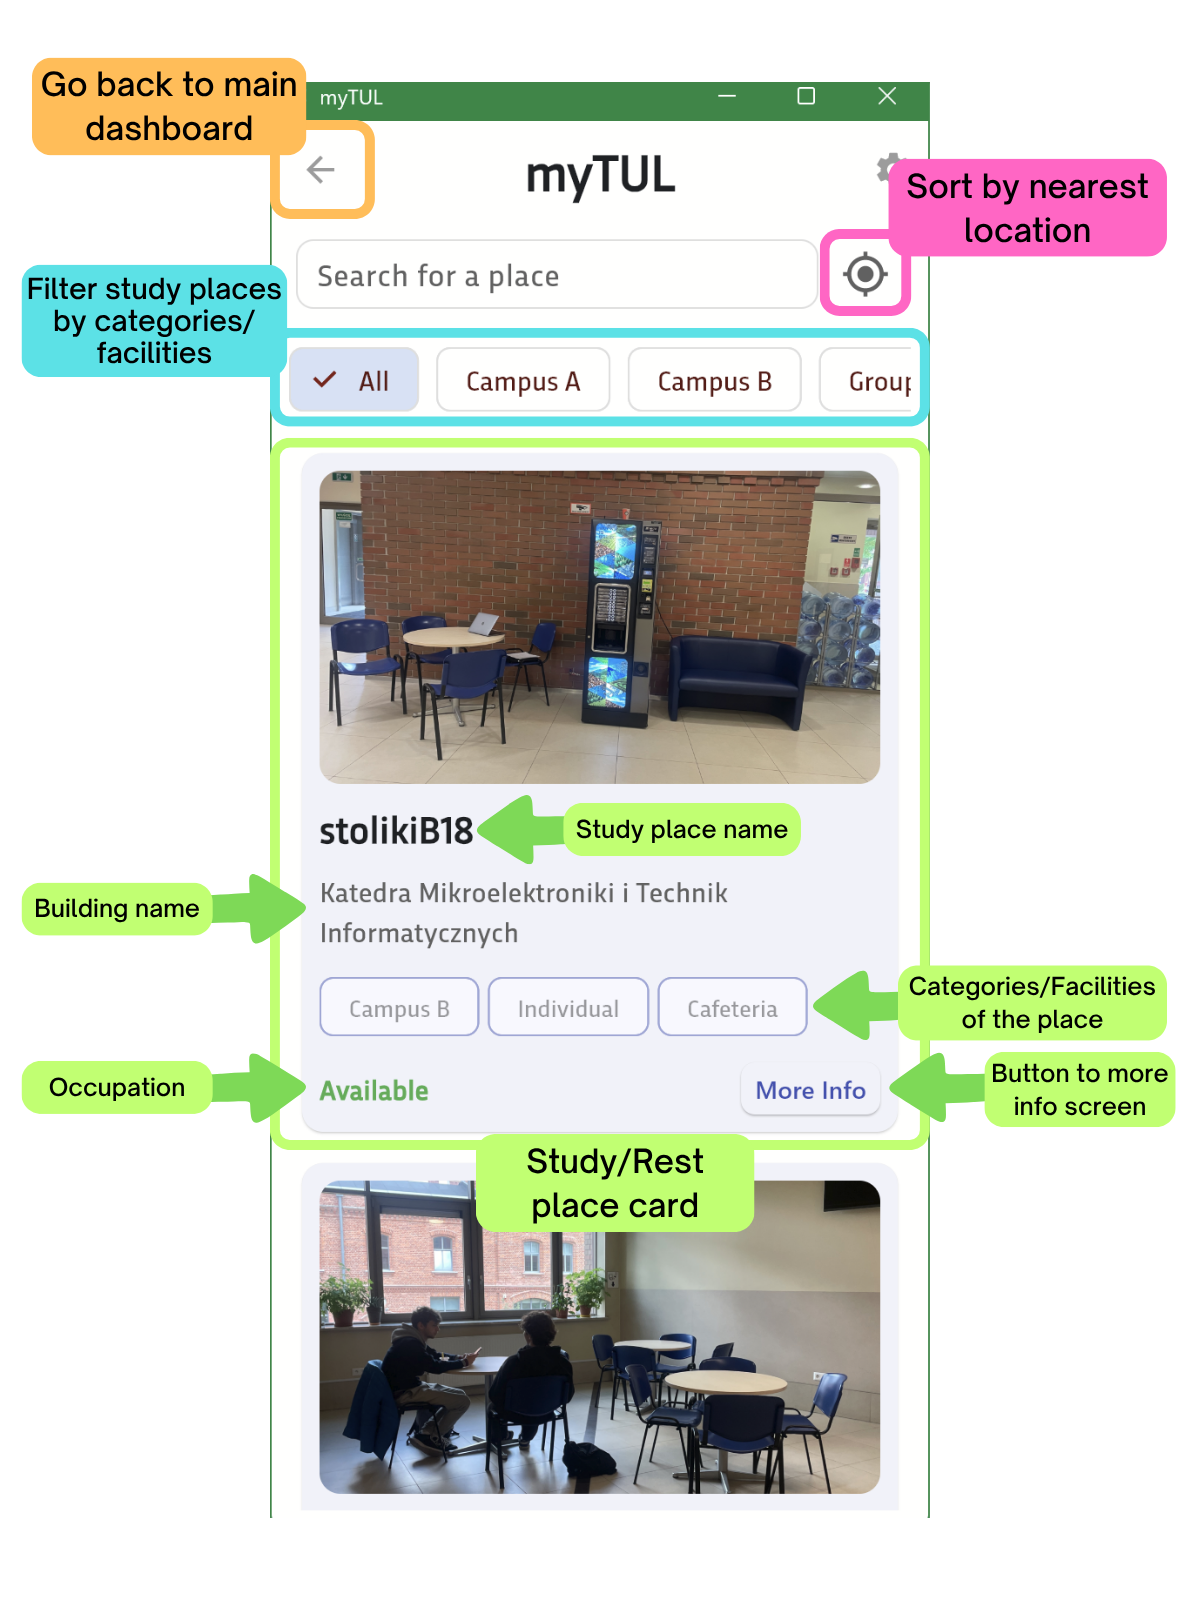 Go back to main
dashboard
myTUL
myTUL
Sort by nearest
location
Search for a place
Filter study places
by categories/
facilities
All
Campus A
Campus B
Group
stolikiB18
Study place name
Building name
Katedra Mikroelektroniki i Technik
Informatycznych
Campus B
Individual
Cafeteria
Categories/Facilities
of the place
Occupation
Available
More Info
Button to more
info screen
Study/Rest
place card